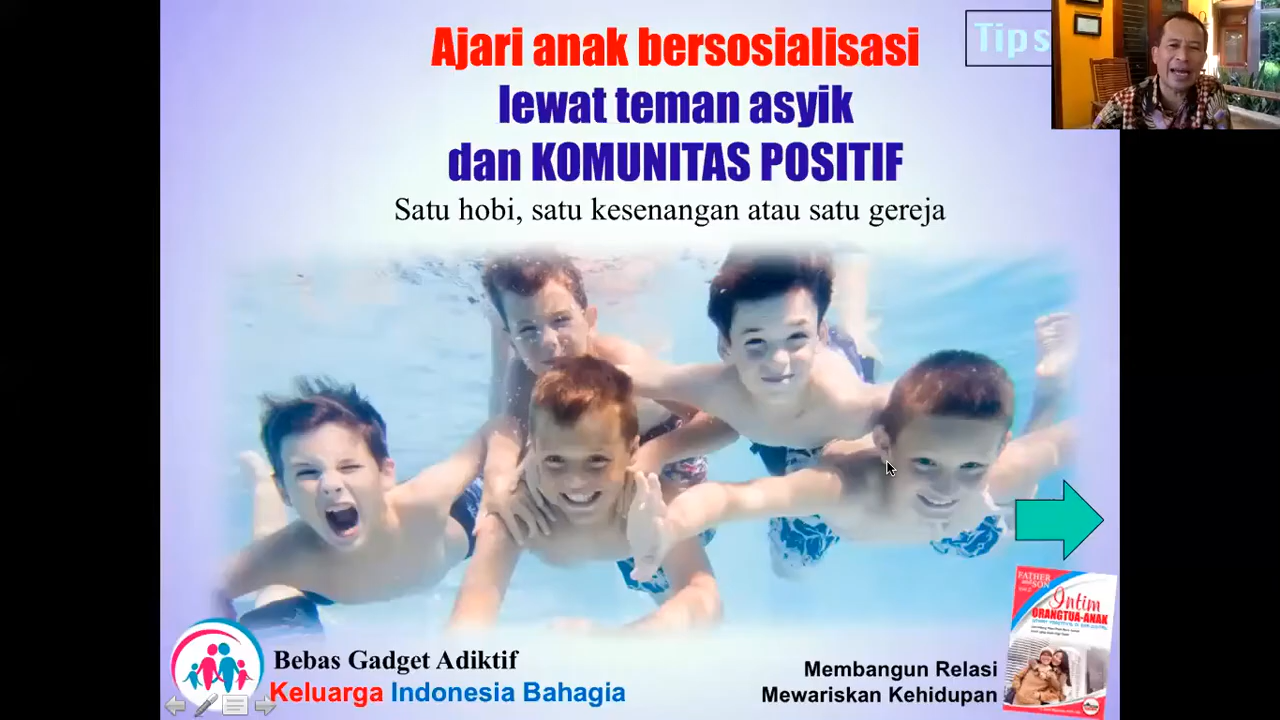 Ajari anak bersosialisasi
Tips
lewat teman asyik
dan KOMUNITAS POSITIF
Satu hobi, satu kesenangan atau satu gereja
FATHER
and SON
Intim
ORANGTUA-ANAK
Bebas Gadget Adiktif
Keluarga Indonesia Bahagia
Membangun Relasi
Mewariskan Kehidupan